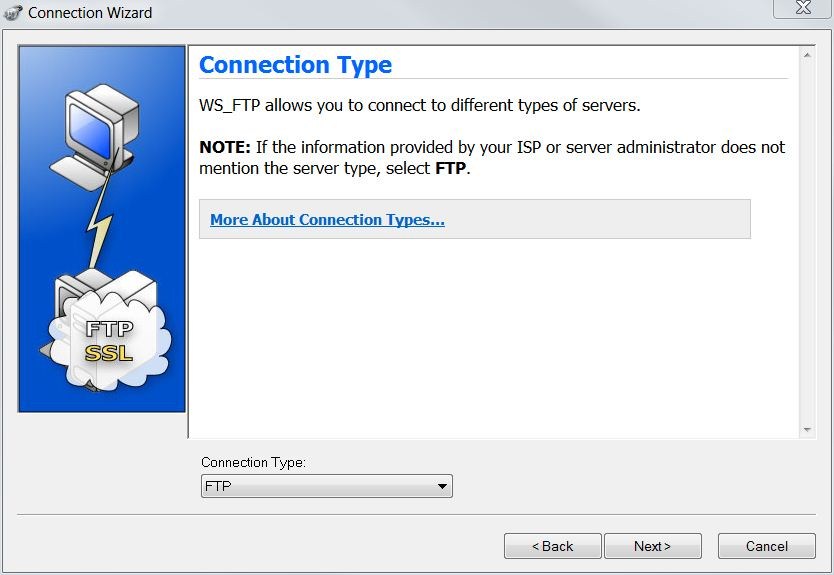 Connection Wizard
Connection Type
WS_FTP allows you to connect to different types of servers.
NOTE: If the information provided by your ISP or server administrator does not
mention the server type, select FTP.
More About Connection Types...
FTP
SSL
Connection Type:
FTP
< Back
Next >
Cancel